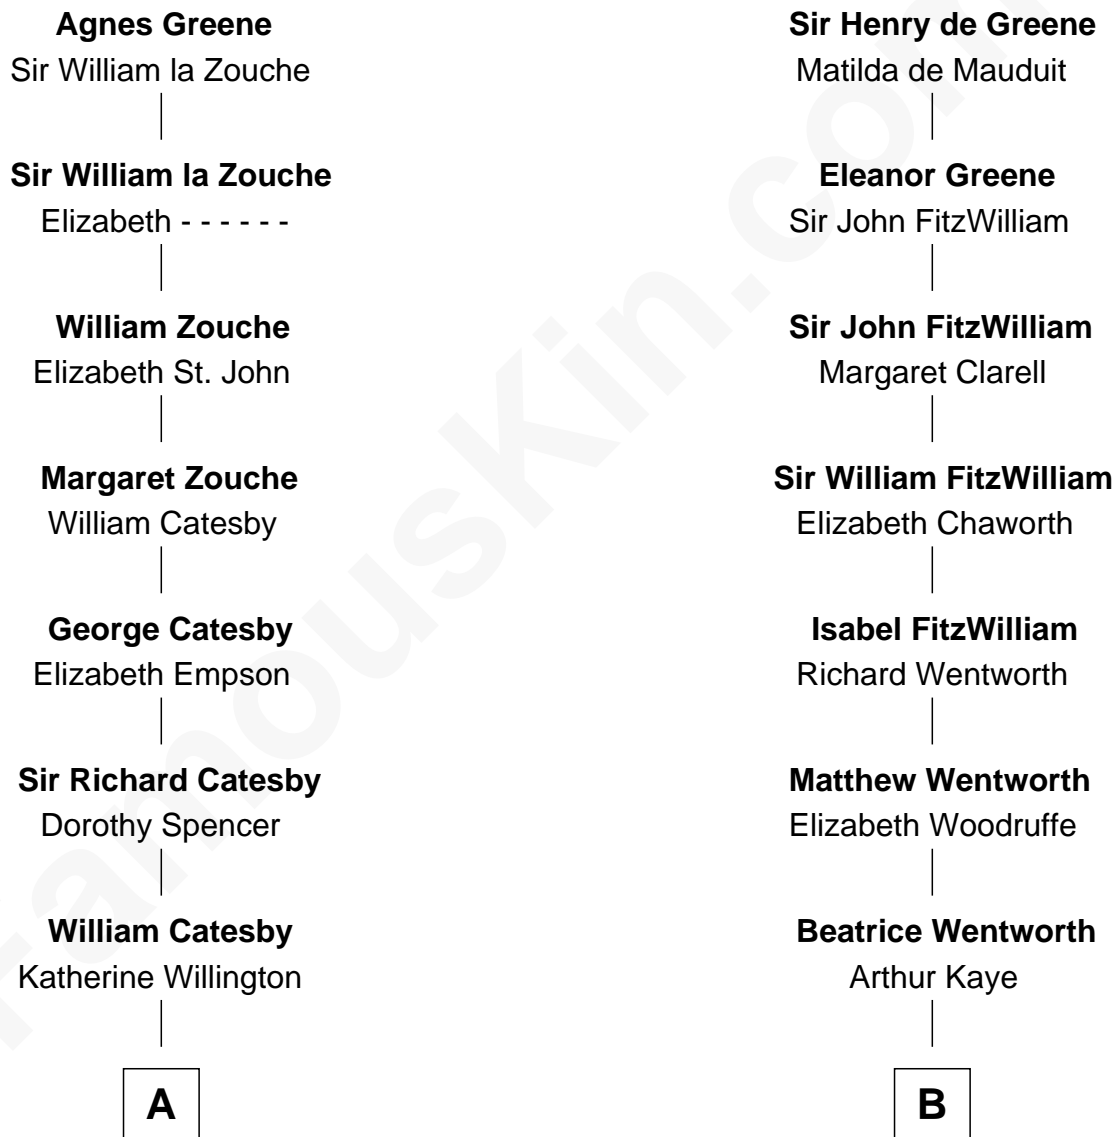 Agnes Greene
Sir William la Zouche
Sir William la Zouche
Elizabeth - - - - - -
William Zouche
Elizabeth St. John
Margaret Zouche
William Catesby
George Catesby
Elizabeth Empson
Sir Richard Catesby
Dorothy Spencer
William Catesby
Katherine Willington
A
Sir Henry de Greene
Matilda de Mauduit
Eleanor Greene
Sir John FitzWilliam
Sir John FitzWilliam
Margaret Clarell
Sir William FitzWilliam
Elizabeth Chaworth
Isabel FitzWilliam
Richard Wentworth
Matthew Wentworth
Elizabeth Woodruffe
Beatrice Wentworth
Arthur Kaye
B
FamousKin.com